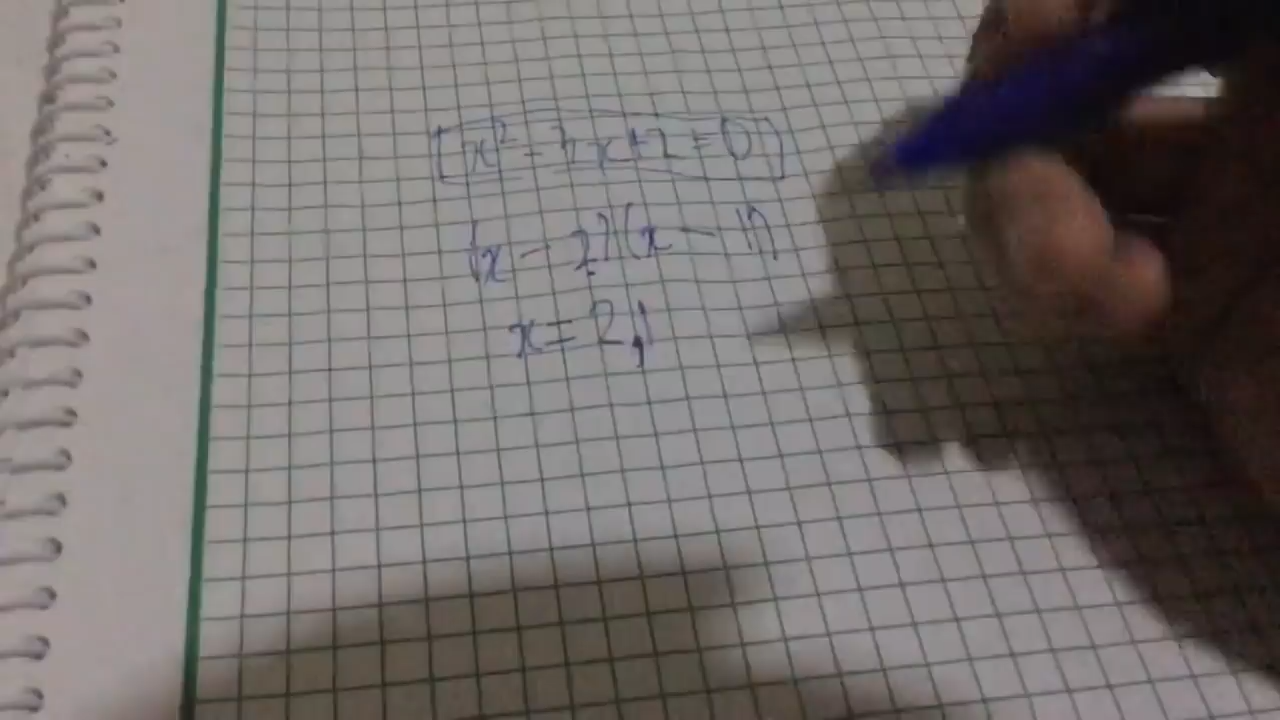 x² - 3x+2 = 0
(x - 2)(x - 1)
x = 2,1